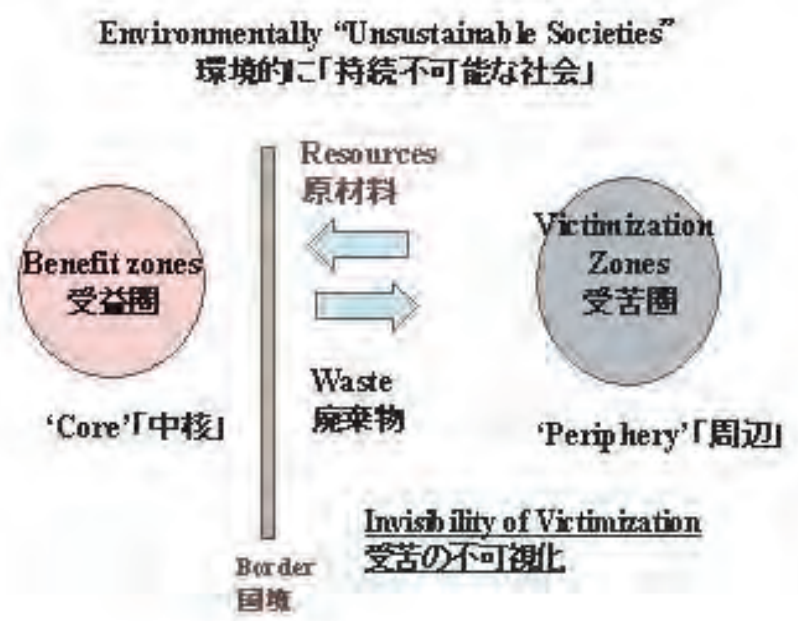 Environmentally “Unsustainable Societies”
環境的に「持続不可能な社会」
Resources
原材料
Benefit zones
受益圏
Victimization
Zones
受苦圏
Waste
廃棄物
‘Core’「中核」
‘Periphery’「周辺」
Invisibility of Victimization
受苦の不可視化
Border
国境